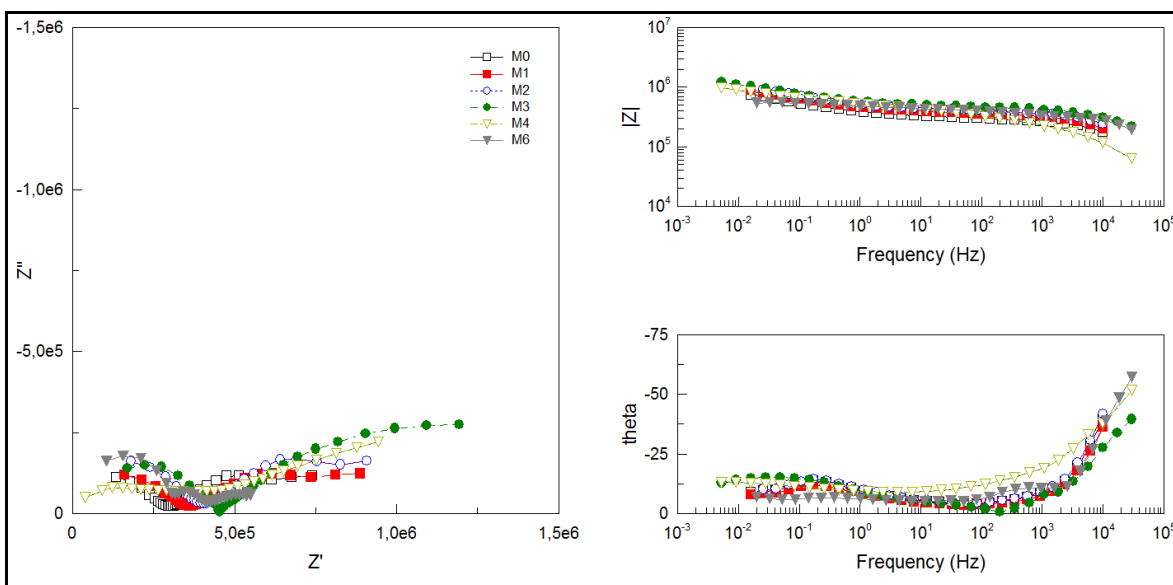 -1,5e6
-1,0e6
-5,0e5
0
Z''
0
5,0e5
1,0e6
1,5e6
Z'
M0
M1
M2
M3
M4
M6
10^7
10^6
10^5
10^4
|Z|
10^-3
10^-2
10^-1
10^0
10^1
10^2
10^3
10^4
10^5
Frequency (Hz)
-75
-50
-25
0
theta
10^-3
10^-2
10^-1
10^0
10^1
10^2
10^3
10^4
10^5
Frequency (Hz)